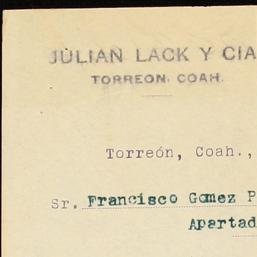 JULIAN LACK Y CIA
TORREON, COAH.
Torreón, Coah.,
Sr. Francisco Gomez P
Apartad